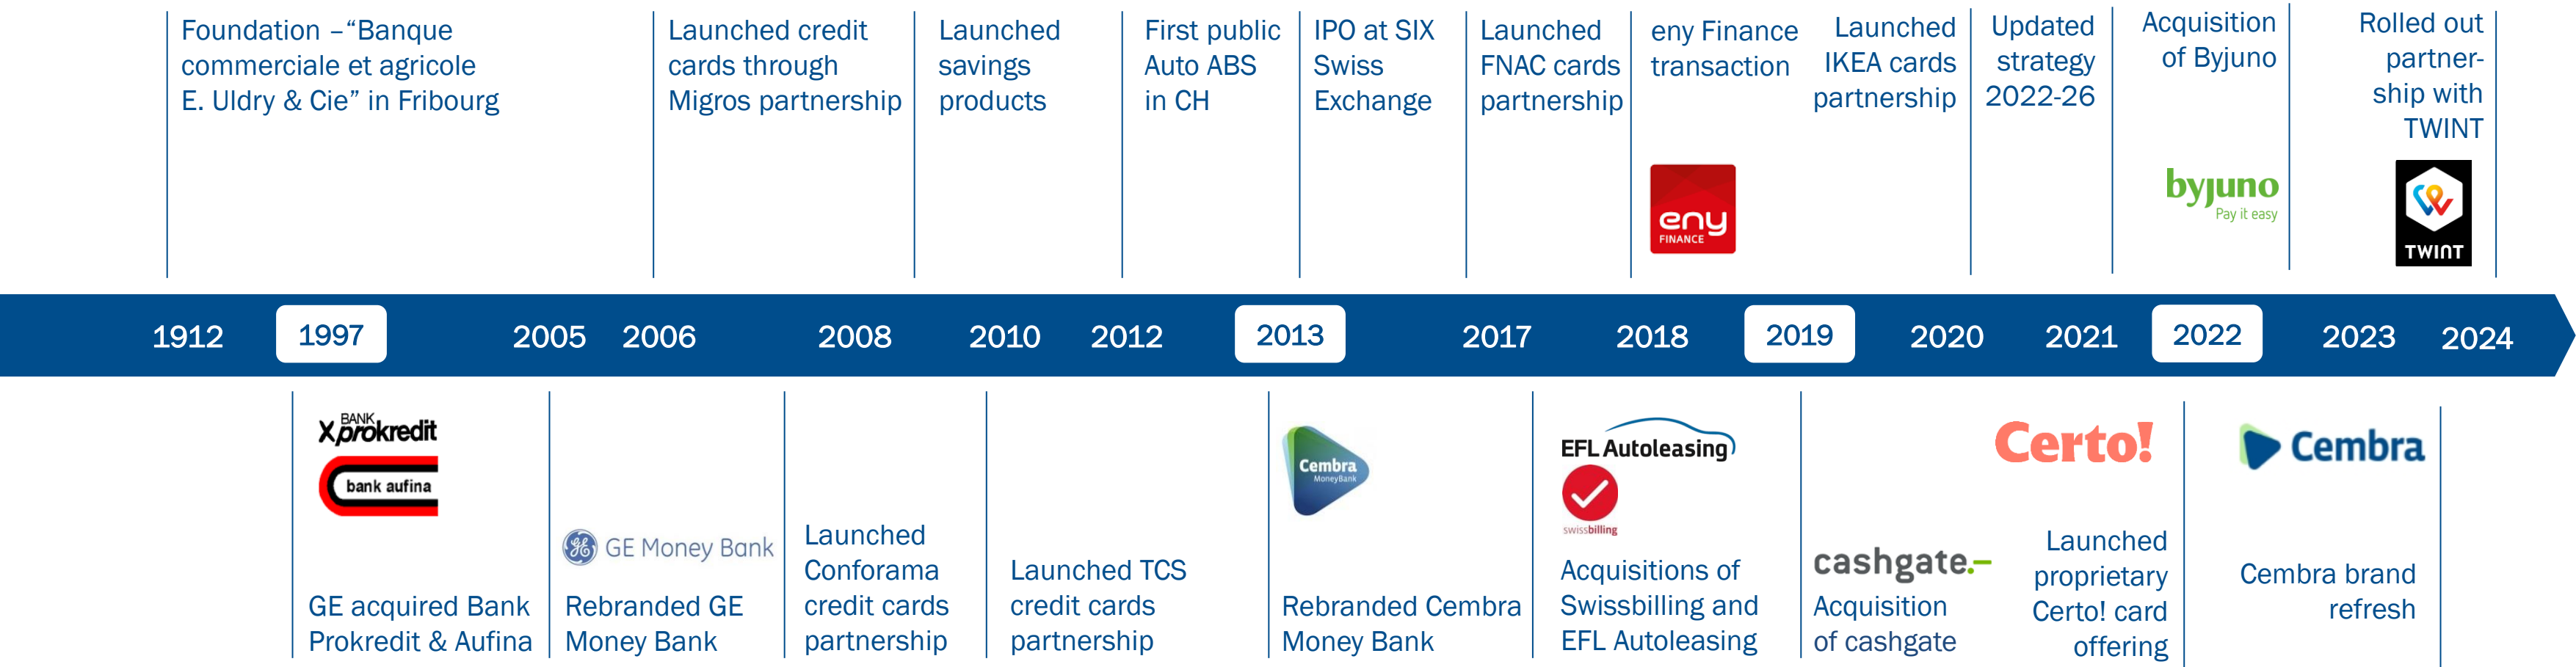 Foundation –“Banque
commerciale et agricole
E. Uldry & Cie” in Fribourg
Launched credit
cards through
Migros partnership
Launched
savings
products
First public
Auto ABS
in CH
IPO at SIX
Swiss
Exchange
Launched
FNAC cards
partnership
eny Finance
transaction
eny
FINANCE
Launched
IKEA cards
partnership
Updated
strategy
2022-26
Acquisition
of Byjuno
byjuno
Pay it easy
Rolled out
partner-
ship with
TWINT
TWINT
1912
1997
2005
2006
2008
2010
2012
2013
2017
2018
2019
2020
2021
2022
2023
2024
BANK
Xprokredit
bank aufina
GE acquired Bank
Prokredit & Aufina
GE GE Money Bank
Rebranded GE
Money Bank
Launched
Conforama
credit cards
partnership
Launched TCS
credit cards
partnership
Cembra
MoneyBank
Rebranded Cembra
Money Bank
EFL Autoleasing
swissbilling
Acquisitions of
Swissbilling and
EFL Autoleasing
cashgate.–
Acquisition
of cashgate
Certo!
Launched
proprietary
Certo! card
offering
Cembra
Cembra brand
refresh